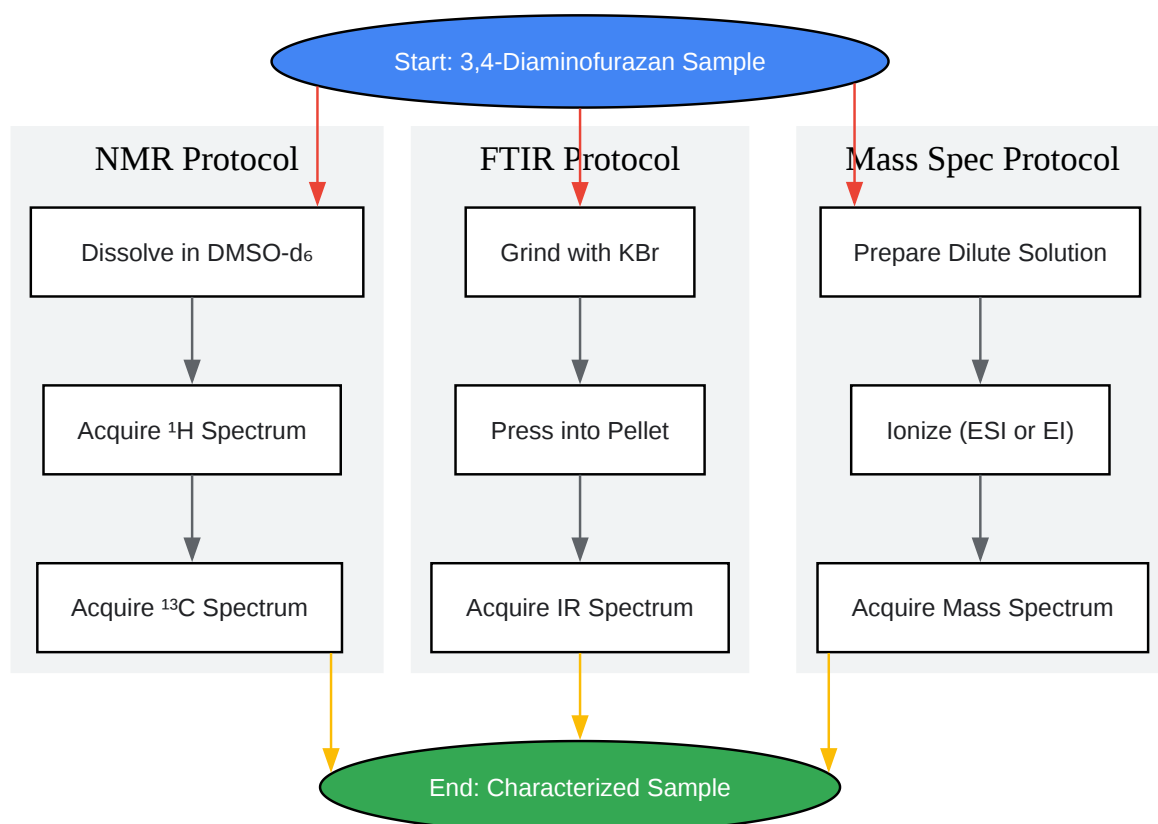 Start: 3,4-Diaminofurazan Sample
NMR Protocol
FTIR Protocol
Mass Spec Protocol
Dissolve in DMSO-d₆
Grind with KBr
Prepare Dilute Solution
Acquire ¹H Spectrum
Press into Pellet
Ionize (ESI or EI)
Acquire ¹³C Spectrum
Acquire IR Spectrum
Acquire Mass Spectrum
End: Characterized Sample